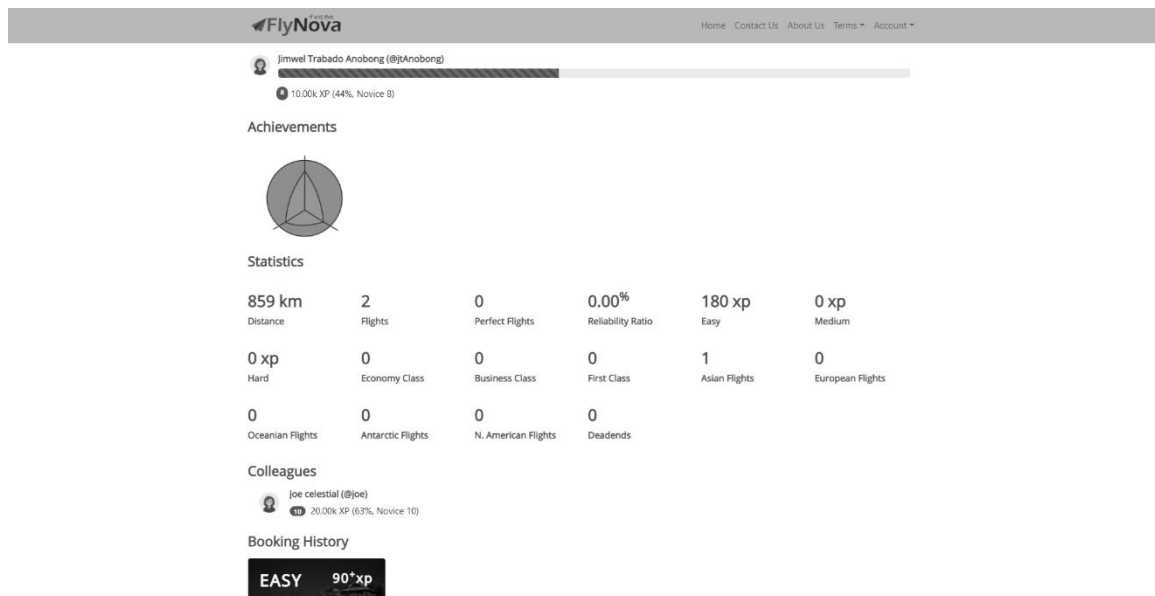 FlyNova
Home Contact Us About Us Terms Account
Jimwel Trabado Anobong (@jtAnobong)
10.00k XP (44%, Novice 8)
Achievements
Statistics
859 km 2 0 0.00% 180 xp 0 xp
Distance Flights Perfect Flights Reliability Ratio Easy Medium
0 xp 0 0 0 1 0
Hard Economy Class Business Class First Class Asian Flights European Flights
0 0 0 0
Oceanian Flights Antarctic Flights N. American Flights Deadends
Colleagues
joe celestial (@joe)
10 20.00k XP (63%, Novice 10)
Booking History
EASY 90+xp